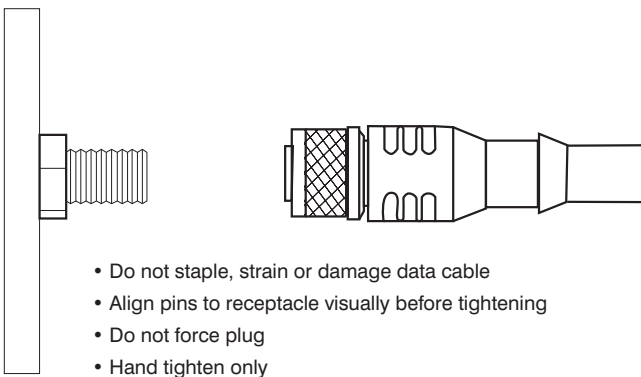 • Do not staple, strain or damage data cable
• Align pins to receptacle visually before tightening
• Do not force plug
• Hand tighten only